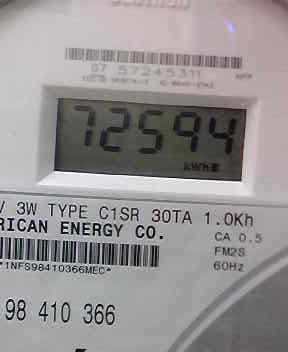 07 57245311
72594
kWh
V 3W TYPE C1SR 30TA 1.0Kh
RICAN ENERGY CO.
CA 0.5
FM2S
60Hz
*1NFS98410366MEC*
98 410 366